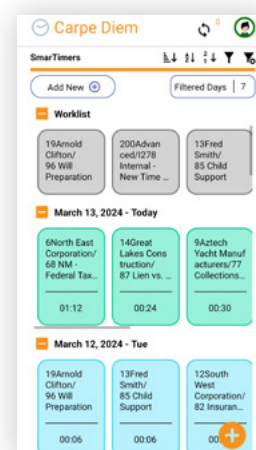 Carpe Diem
0
SmarTimers
Add New
Filtered Days | 7
Worklist
19Arnold
Clifton/
96 Will
Preparation
200Advan
ced/I278
Internal -
New Time ...
13Fred
Smith/
85 Child
Support
March 13, 2024 - Today
6North East
Corporation/
68 NM -
Federal Tax...
01:12
14Great
Lakes Cons
truction/
87 Lien vs. ...
00:24
9Aztech
Yacht Manuf
acturers/77
Collections...
00:30
March 12, 2024 - Tue
19Arnold
Clifton/
96 Will
Preparation
00:06
13Fred
Smith/
85 Child
Support
00:06
12South
West
Corporation/
82 Insuran...